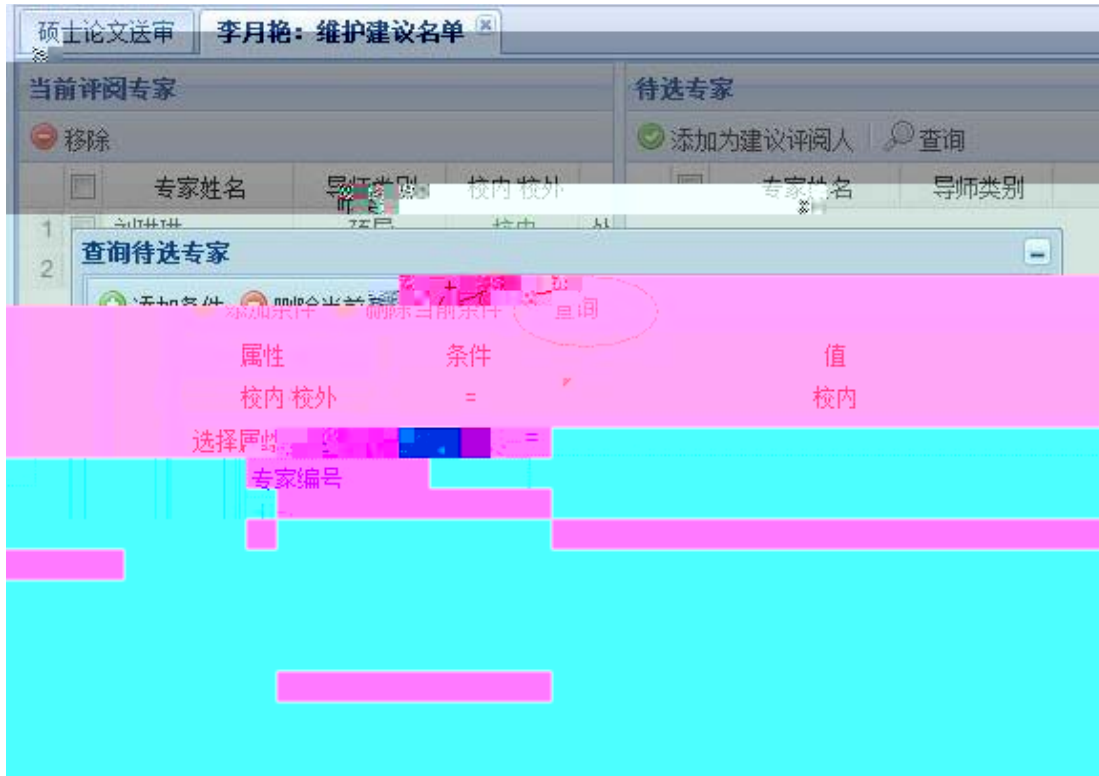 硕士论文送审 李月艳：维护建议名单
当前评阅专家 待选专家
移除 添加为建议评阅人 查询
专家姓名 导师类别 校内 校外 专家姓名 导师类别
1
查询待选专家
2
添加条件 删除当前条件 查询
属性 条件 值
校内 校外 = 校内
选择属性 =
专家编号